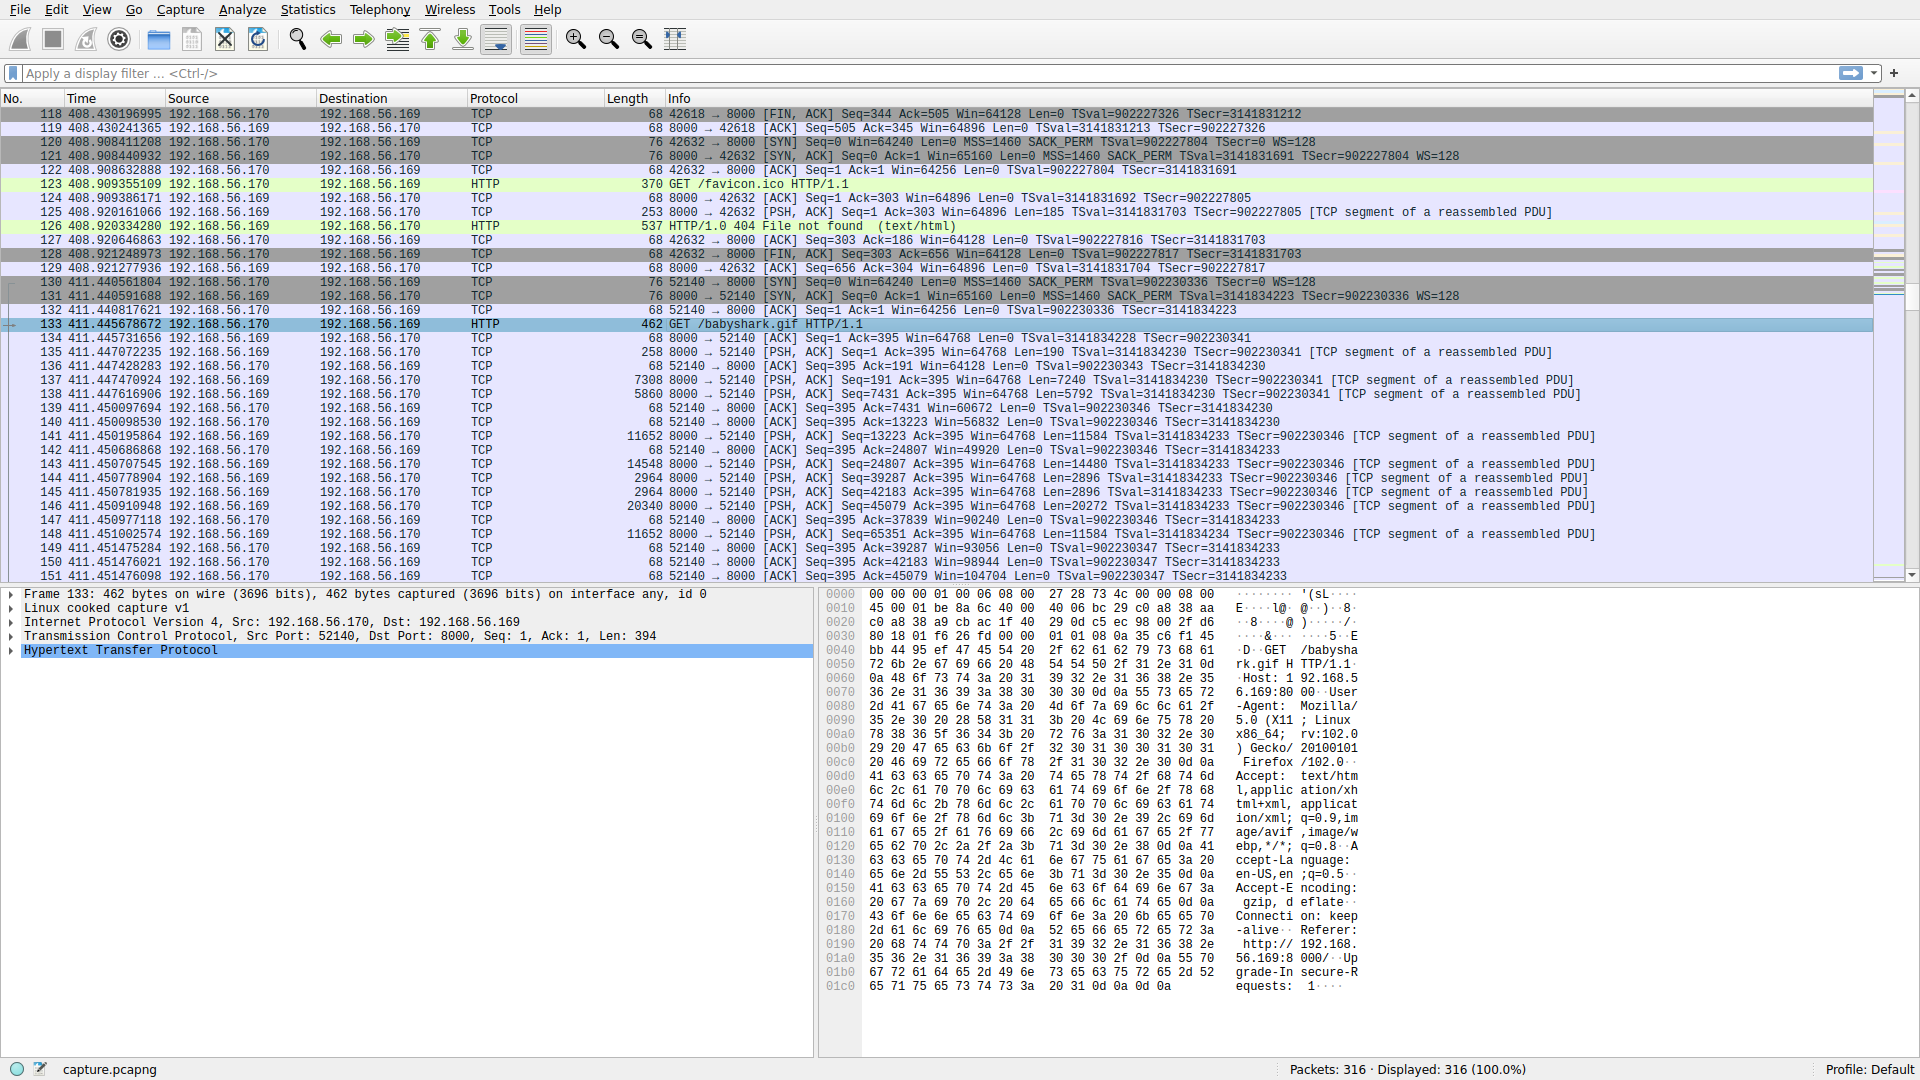 File Edit View Go Capture Analyze Statistics Telephony Wireless Tools Help
Apply a display filter ... <Ctrl-/>
No. Time Source Destination Protocol Length Info
118 408.430196995 192.168.56.170 192.168.56.169 TCP 68 42618 → 8000 [FIN, ACK] Seq=344 Ack=505 Win=64128 Len=0 TSval=902227326 TSecr=3141831212
119 408.430241365 192.168.56.169 192.168.56.170 TCP 68 8000 → 42618 [ACK] Seq=505 Ack=345 Win=64896 Len=0 TSval=3141831213 TSecr=902227326
120 408.908411208 192.168.56.170 192.168.56.169 TCP 76 42632 → 8000 [SYN] Seq=0 Win=64240 Len=0 MSS=1460 SACK_PERM TSval=902227804 TSecr=0 WS=128
121 408.908440932 192.168.56.169 192.168.56.170 TCP 76 8000 → 42632 [SYN, ACK] Seq=0 Ack=1 Win=65160 Len=0 MSS=1460 SACK_PERM TSval=3141831691 TSecr=902227804 WS=128
122 408.908632888 192.168.56.170 192.168.56.169 TCP 68 42632 → 8000 [ACK] Seq=1 Ack=1 Win=64256 Len=0 TSval=902227804 TSecr=3141831691
123 408.909355109 192.168.56.170 192.168.56.169 HTTP 370 GET /favicon.ico HTTP/1.1
124 408.909386171 192.168.56.169 192.168.56.170 TCP 68 8000 → 42632 [ACK] Seq=1 Ack=303 Win=64896 Len=0 TSval=3141831692 TSecr=902227805
125 408.920161066 192.168.56.169 192.168.56.170 TCP 253 8000 → 42632 [PSH, ACK] Seq=1 Ack=303 Win=64896 Len=185 TSval=3141831703 TSecr=902227805 [TCP segment of a reassembled PDU]
126 408.920334280 192.168.56.169 192.168.56.170 HTTP 537 HTTP/1.0 404 File not found (text/html)
127 408.920646863 192.168.56.170 192.168.56.169 TCP 68 42632 → 8000 [ACK] Seq=303 Ack=186 Win=64128 Len=0 TSval=902227816 TSecr=3141831703
128 408.921248973 192.168.56.170 192.168.56.169 TCP 68 42632 → 8000 [FIN, ACK] Seq=303 Ack=656 Win=64128 Len=0 TSval=902227817 TSecr=3141831703
129 408.921277936 192.168.56.169 192.168.56.170 TCP 68 8000 → 42632 [ACK] Seq=656 Ack=304 Win=64896 Len=0 TSval=3141831704 TSecr=902227817
130 411.440561804 192.168.56.170 192.168.56.169 TCP 76 52140 → 8000 [SYN] Seq=0 Win=64240 Len=0 MSS=1460 SACK_PERM TSval=902230336 TSecr=0 WS=128
131 411.440591688 192.168.56.169 192.168.56.170 TCP 76 8000 → 52140 [SYN, ACK] Seq=0 Ack=1 Win=65160 Len=0 MSS=1460 SACK_PERM TSval=3141834223 TSecr=902230336 WS=128
132 411.440817621 192.168.56.170 192.168.56.169 TCP 68 52140 → 8000 [ACK] Seq=1 Ack=1 Win=64256 Len=0 TSval=902230336 TSecr=3141834223
133 411.445678672 192.168.56.170 192.168.56.169 HTTP 462 GET /babyshark.gif HTTP/1.1
134 411.445731656 192.168.56.169 192.168.56.170 TCP 68 8000 → 52140 [ACK] Seq=1 Ack=395 Win=64768 Len=0 TSval=3141834228 TSecr=902230341
135 411.447072235 192.168.56.169 192.168.56.170 TCP 258 8000 → 52140 [PSH, ACK] Seq=1 Ack=395 Win=64768 Len=190 TSval=3141834230 TSecr=902230341 [TCP segment of a reassembled PDU]
136 411.447428283 192.168.56.170 192.168.56.169 TCP 68 52140 → 8000 [ACK] Seq=395 Ack=191 Win=64128 Len=0 TSval=902230343 TSecr=3141834230
137 411.447470924 192.168.56.169 192.168.56.170 TCP 7308 8000 → 52140 [PSH, ACK] Seq=191 Ack=395 Win=64768 Len=7240 TSval=3141834230 TSecr=902230341 [TCP segment of a reassembled PDU]
138 411.447616906 192.168.56.169 192.168.56.170 TCP 5860 8000 → 52140 [PSH, ACK] Seq=7431 Ack=395 Win=64768 Len=5792 TSval=3141834230 TSecr=902230341 [TCP segment of a reassembled PDU]
139 411.450097694 192.168.56.170 192.168.56.169 TCP 68 52140 → 8000 [ACK] Seq=395 Ack=7431 Win=60672 Len=0 TSval=902230346 TSecr=3141834230
140 411.450098530 192.168.56.170 192.168.56.169 TCP 68 52140 → 8000 [ACK] Seq=395 Ack=13223 Win=56832 Len=0 TSval=902230346 TSecr=3141834230
141 411.450195864 192.168.56.169 192.168.56.170 TCP 11652 8000 → 52140 [PSH, ACK] Seq=13223 Ack=395 Win=64768 Len=11584 TSval=3141834233 TSecr=902230346 [TCP segment of a reassembled PDU]
142 411.450686868 192.168.56.170 192.168.56.169 TCP 68 52140 → 8000 [ACK] Seq=395 Ack=24807 Win=49920 Len=0 TSval=902230346 TSecr=3141834233
143 411.450707545 192.168.56.169 192.168.56.170 TCP 14548 8000 → 52140 [PSH, ACK] Seq=24807 Ack=395 Win=64768 Len=14480 TSval=3141834233 TSecr=902230346 [TCP segment of a reassembled PDU]
144 411.450778904 192.168.56.169 192.168.56.170 TCP 2964 8000 → 52140 [PSH, ACK] Seq=39287 Ack=395 Win=64768 Len=2896 TSval=3141834233 TSecr=902230346 [TCP segment of a reassembled PDU]
145 411.450781935 192.168.56.169 192.168.56.170 TCP 2964 8000 → 52140 [PSH, ACK] Seq=42183 Ack=395 Win=64768 Len=2896 TSval=3141834233 TSecr=902230346 [TCP segment of a reassembled PDU]
146 411.450910948 192.168.56.169 192.168.56.170 TCP 20340 8000 → 52140 [PSH, ACK] Seq=45079 Ack=395 Win=64768 Len=20272 TSval=3141834233 TSecr=902230346 [TCP segment of a reassembled PDU]
147 411.450977118 192.168.56.170 192.168.56.169 TCP 68 52140 → 8000 [ACK] Seq=395 Ack=37839 Win=90240 Len=0 TSval=902230346 TSecr=3141834233
148 411.451002574 192.168.56.169 192.168.56.170 TCP 11652 8000 → 52140 [PSH, ACK] Seq=65351 Ack=395 Win=64768 Len=11584 TSval=3141834234 TSecr=902230346 [TCP segment of a reassembled PDU]
149 411.451475284 192.168.56.170 192.168.56.169 TCP 68 52140 → 8000 [ACK] Seq=395 Ack=39287 Win=93056 Len=0 TSval=902230347 TSecr=3141834233
150 411.451476021 192.168.56.170 192.168.56.169 TCP 68 52140 → 8000 [ACK] Seq=395 Ack=42183 Win=98944 Len=0 TSval=902230347 TSecr=3141834233
151 411.451476098 192.168.56.170 192.168.56.169 TCP 68 52140 → 8000 [ACK] Seq=395 Ack=45079 Win=104704 Len=0 TSval=902230347 TSecr=3141834233
Frame 133: 462 bytes on wire (3696 bits), 462 bytes captured (3696 bits) on interface any, id 0
Linux cooked capture v1
Internet Protocol Version 4, Src: 192.168.56.170, Dst: 192.168.56.169
Transmission Control Protocol, Src Port: 52140, Dst Port: 8000, Seq: 1, Ack: 1, Len: 394
Hypertext Transfer Protocol
0000 00 00 00 01 00 06 08 00 27 28 73 4c 00 00 08 00 ········ '(sL····
0010 45 00 01 be 8a 6c 40 00 40 06 bc 29 c0 a8 38 aa E····l@· @··)··8·
0020 c0 a8 38 a9 cb ac 1f 40 29 0d c5 ec 98 00 2f d6 ··8····@ )·····/·
0030 80 18 01 f6 26 fd 00 00 01 01 08 0a 35 c6 f1 45 ····&··· ····5··E
0040 bb 44 95 ef 47 45 54 20 2f 62 61 62 79 73 68 61 ·D··GET /babysha
0050 72 6b 2e 67 69 66 20 48 54 54 50 2f 31 2e 31 0d rk.gif H TTP/1.1·
0060 0a 48 6f 73 74 3a 20 31 39 32 2e 31 36 38 2e 35 ·Host: 1 92.168.5
0070 36 2e 31 36 39 3a 38 30 30 30 0d 0a 55 73 65 72 6.169:80 00··User
0080 2d 41 67 65 6e 74 3a 20 4d 6f 7a 69 6c 6c 61 2f -Agent: Mozilla/
0090 35 2e 30 20 28 58 31 31 3b 20 4c 69 6e 75 78 20 5.0 (X11 ; Linux
00a0 78 38 36 5f 36 34 3b 20 72 76 3a 31 30 32 2e 30 x86_64; rv:102.0
00b0 29 20 47 65 63 6b 6f 2f 32 30 31 30 30 31 30 31 ) Gecko/ 20100101
00c0 20 46 69 72 65 66 6f 78 2f 31 30 32 2e 30 0d 0a Firefox /102.0··
00d0 41 63 63 65 70 74 3a 20 74 65 78 74 2f 68 74 6d Accept: text/htm
00e0 6c 2c 61 70 70 6c 69 63 61 74 69 6f 6e 2f 78 68 l,applic ation/xh
00f0 74 6d 6c 2b 78 6d 6c 2c 61 70 70 6c 69 63 61 74 tml+xml, applicat
0100 69 6f 6e 2f 78 6d 6c 3b 71 3d 30 2e 39 2c 69 6d ion/xml; q=0.9,im
0110 61 67 65 2f 61 76 69 66 2c 69 6d 61 67 65 2f 77 age/avif ,image/w
0120 65 62 70 2c 2a 2f 2a 3b 71 3d 30 2e 38 0d 0a 41 ebp,*/*; q=0.8··A
0130 63 63 65 70 74 2d 4c 61 6e 67 75 61 67 65 3a 20 ccept-La nguage:
0140 65 6e 2d 55 53 2c 65 6e 3b 71 3d 30 2e 35 0d 0a en-US,en ;q=0.5··
0150 41 63 63 65 70 74 2d 45 6e 63 6f 64 69 6e 67 3a Accept-E ncoding:
0160 20 67 7a 69 70 2c 20 64 65 66 6c 61 74 65 0d 0a gzip, d eflate··
0170 43 6f 6e 6e 65 63 74 69 6f 6e 3a 20 6b 65 65 70 Connecti on: keep
0180 2d 61 6c 69 76 65 0d 0a 52 65 66 65 72 65 72 3a -alive·· Referer:
0190 20 68 74 74 70 3a 2f 2f 31 39 32 2e 31 36 38 2e http:// 192.168.
01a0 35 36 2e 31 36 39 3a 38 30 30 30 2f 0d 0a 55 70 56.169:8 000/··Up
01b0 67 72 61 64 65 2d 49 6e 73 65 63 75 72 65 2d 52 grade-In secure-R
01c0 65 71 75 65 73 74 73 3a 20 31 0d 0a 0d 0a equests: 1····
capture.pcapng Packets: 316 · Displayed: 316 (100.0%) Profile: Default